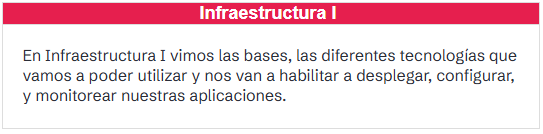 Infraestructura I
En Infraestructura I vimos las bases, las diferentes tecnologías que
vamos a poder utilizar y nos van a habilitar a desplegar, configurar,
y monitorear nuestras aplicaciones.